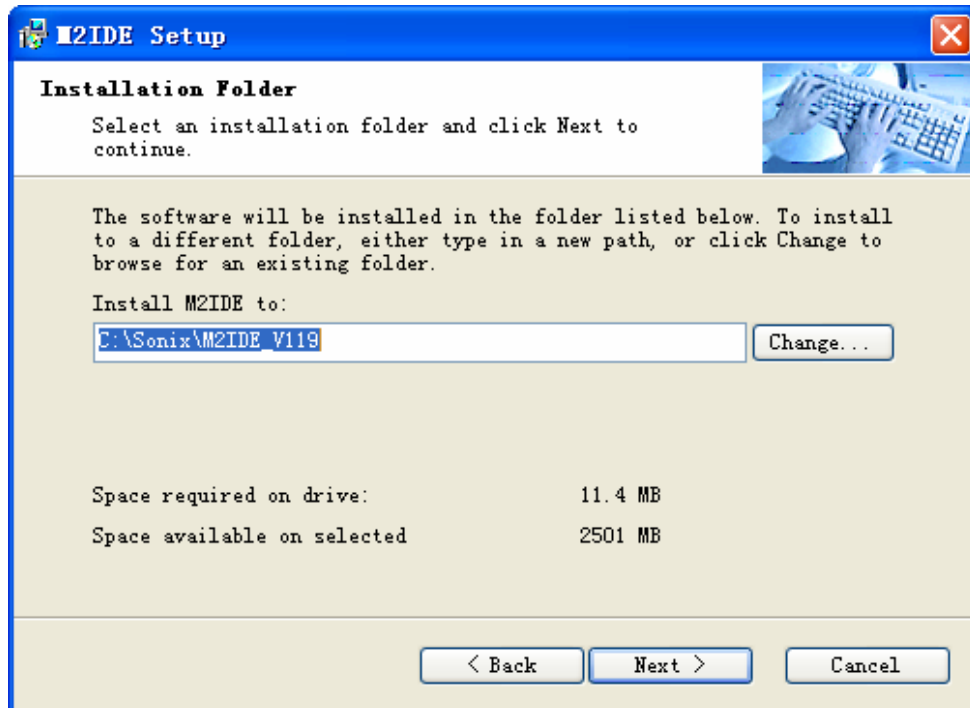 M2IDE Setup
Installation Folder
Select an installation folder and click Next to
continue.
The software will be installed in the folder listed below. To install
to a different folder, either type in a new path, or click Change to
browse for an existing folder.
Install M2IDE to:
C:\Sonix\M2IDE_V119
Change...
Space required on drive: 11.4 MB
Space available on selected 2501 MB
< Back Next > Cancel